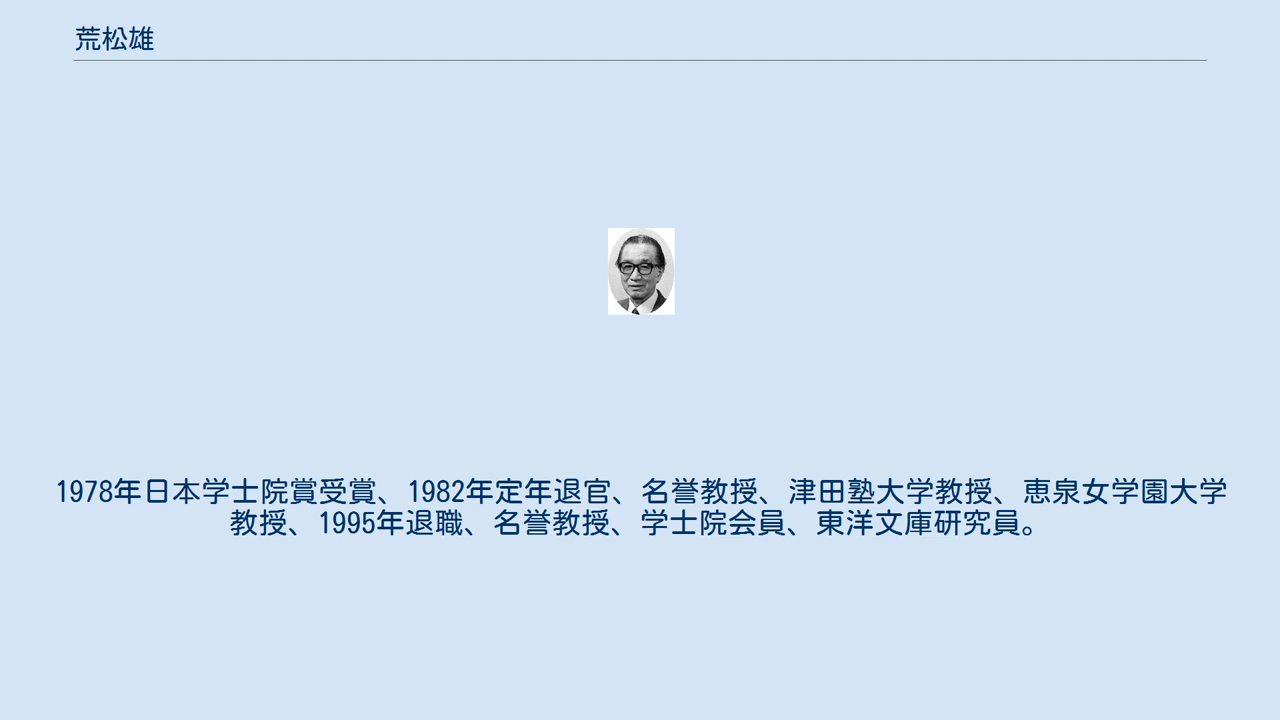 荒松雄
1978年日本学士院賞受賞、1982年定年退官、名誉教授、津田塾大学教授、恵泉女学園大学
教授、1995年退職、名誉教授、学士院会員、東洋文庫研究員。